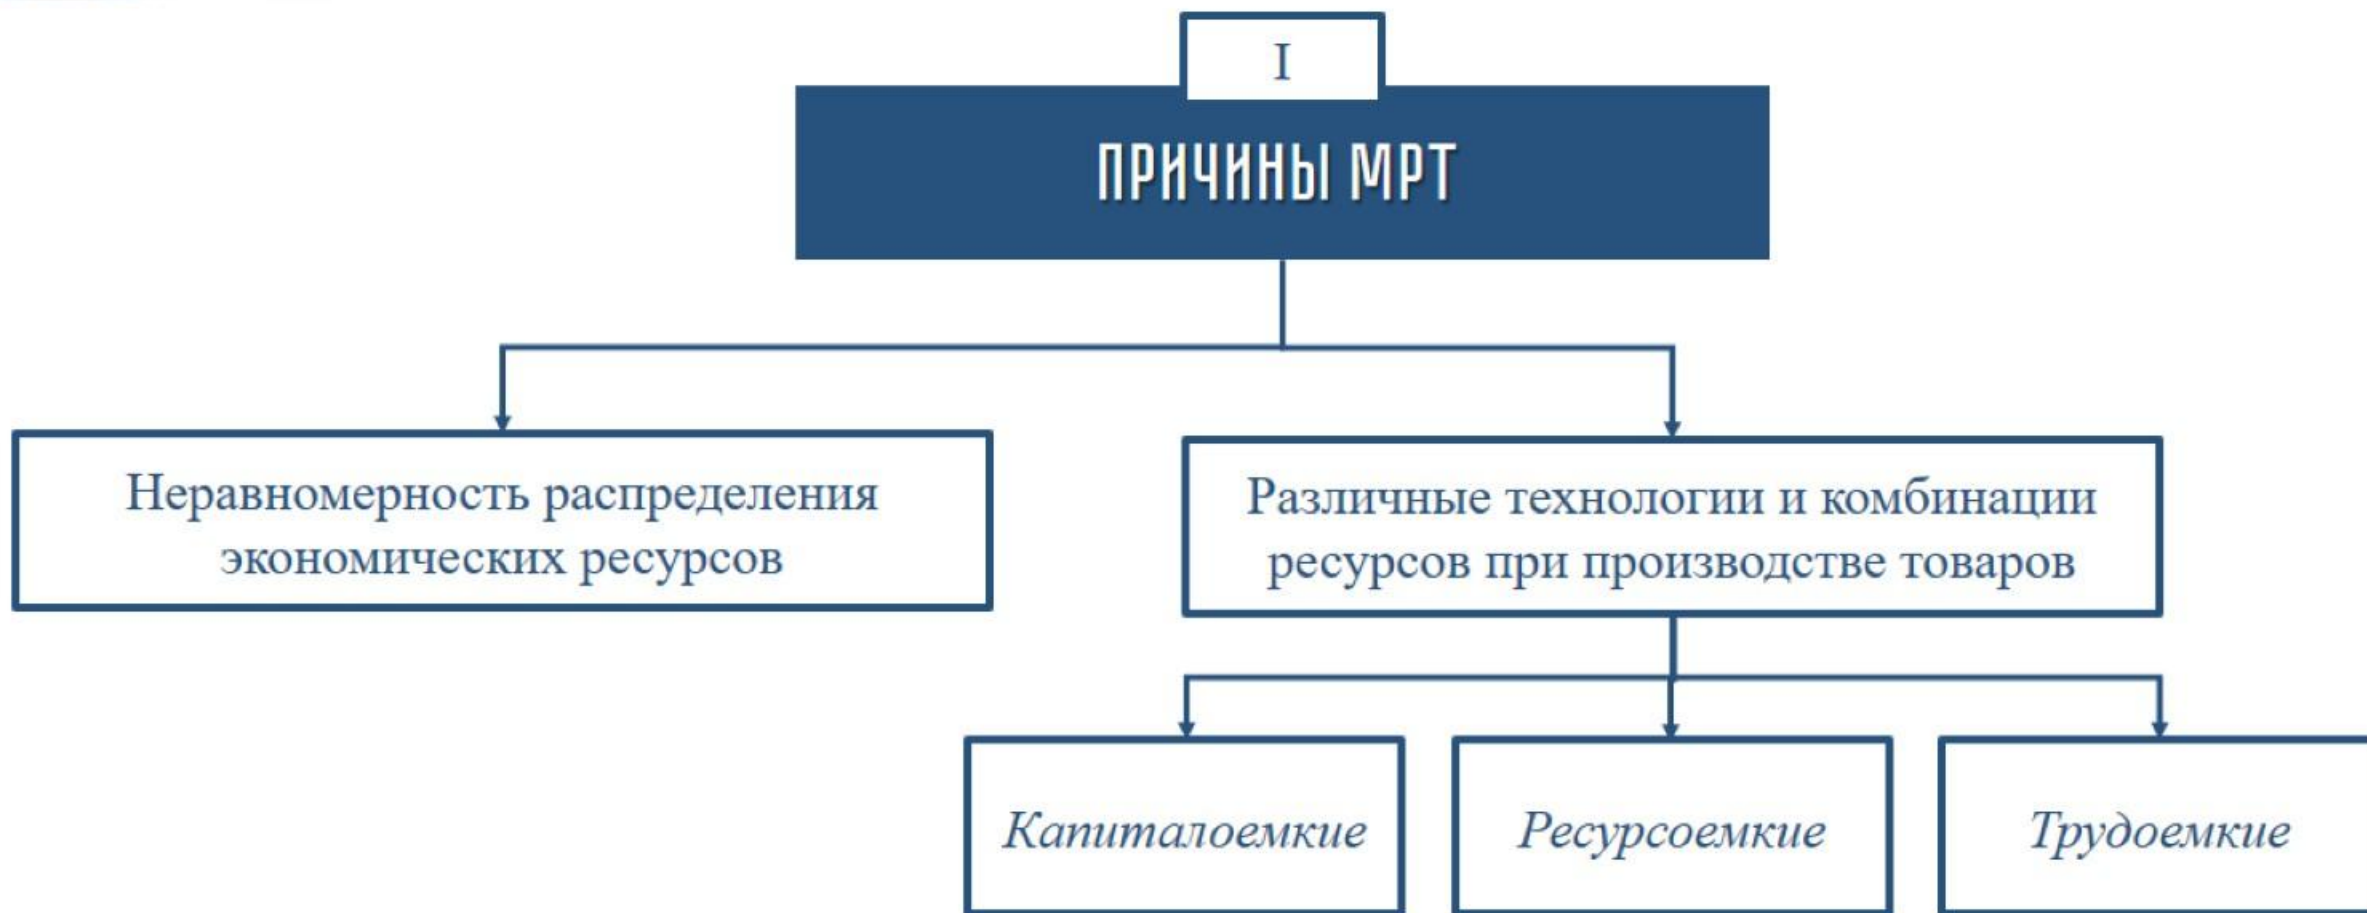 I
ПРИЧИНЫ МРТ
Неравномерность распределения
экономических ресурсов
Различные технологии и комбинации
ресурсов при производстве товаров
Капиталоемкие
Ресурсоемкие
Трудоемкие